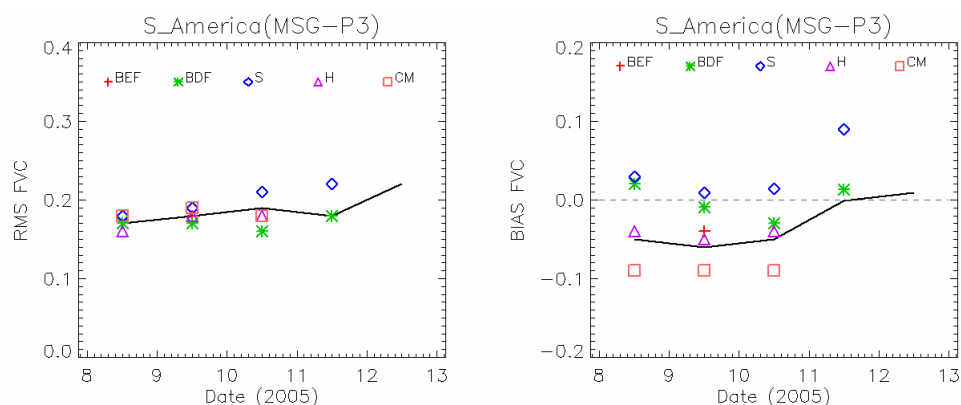 S_America(MSG-P3)
0.4
BEF BDF S H CM
0.3
RMS FVC
0.2
0.1
0.0
8 9 10 11 12 13
Date (2005)
S_America(MSG-P3)
0.2
BEF BDF S H CM
0.1
BIAS FVC
0.0
-0.1
-0.2
8 9 10 11 12 13
Date (2005)